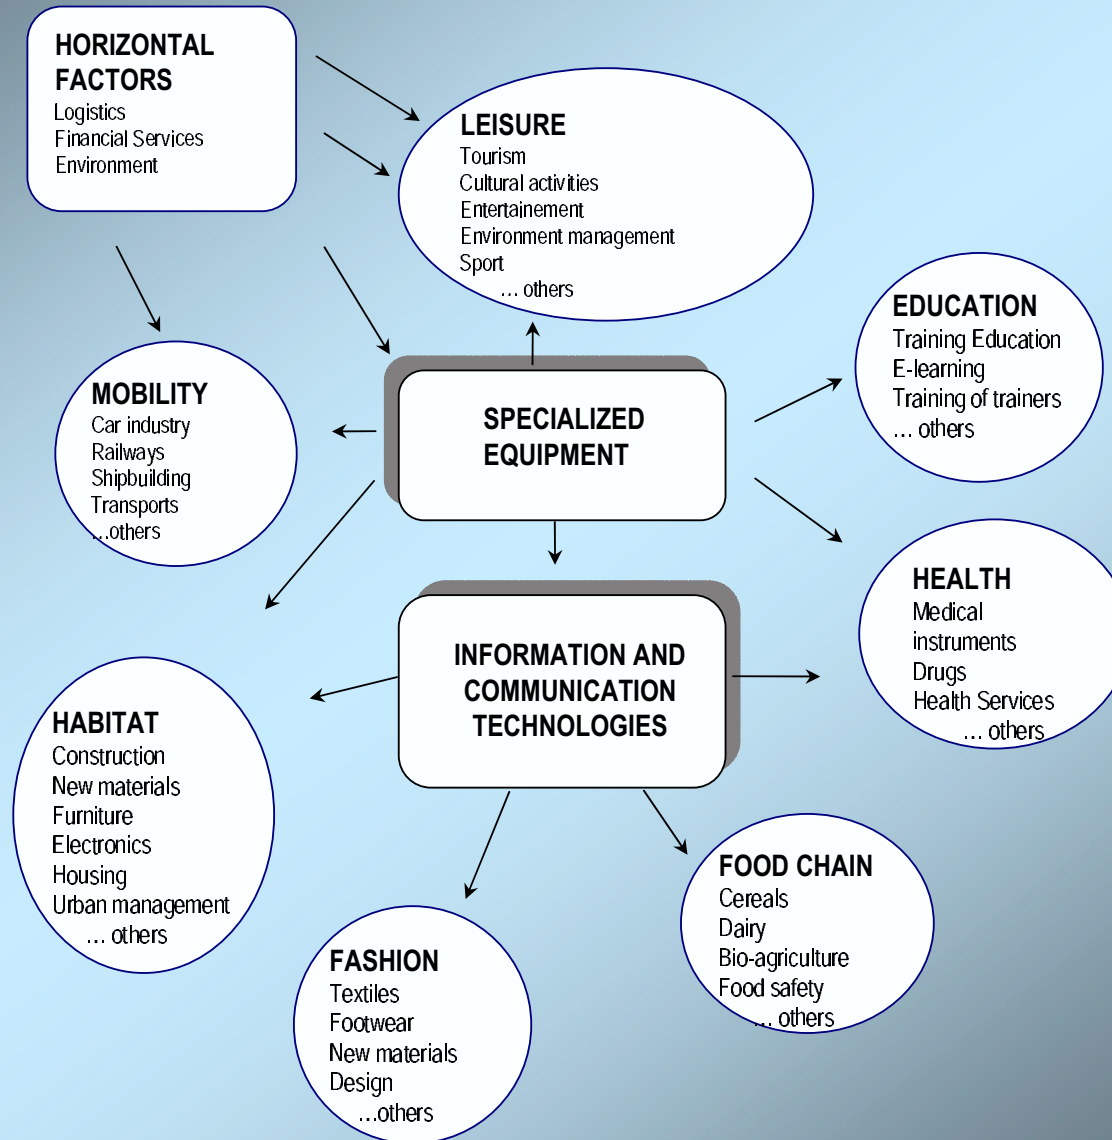 HORIZONTAL
FACTORS
Logistics
Financial Services
Environment
LEISURE
Tourism
Cultural activities
Entertainement
Environment management
Sport
... others
EDUCATION
Training Education
E-learning
Training of trainers
... others
MOBILITY
Car industry
Railways
Shipbuilding
Transports
...others
SPECIALIZED
EQUIPMENT
HEALTH
Medical
instruments
Drugs
Health Services
... others
INFORMATION AND
COMMUNICATION
TECHNOLOGIES
HABITAT
Construction
New materials
Furniture
Electronics
Housing
Urban management
... others
FOOD CHAIN
Cereals
Dairy
Bio-agriculture
Food safety
... others
FASHION
Textiles
Footwear
New materials
Design
...others